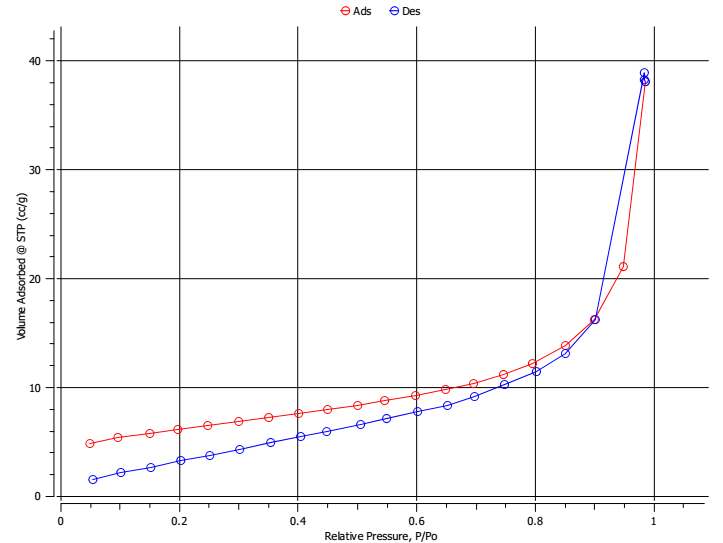 Ads Des
40
30
20
10
0
Volume Adsorbed @ STP (cc/g)
0 0.2 0.4 0.6 0.8 1
Relative Pressure, P/Po